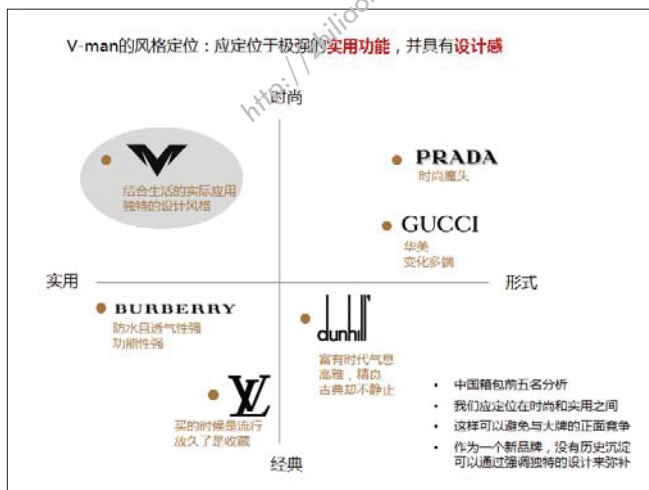 V-man的风格定位：应定位于极强的实用功能，并具有设计感
http://zhiliao
时尚
结合生活的实际应用
独特的设计风格
PRADA
时尚魔头
GUCCI
华美
变化多端
实用
形式
BURBERRY
防水且透气性强
功能性强
dunhill
富有时代气息
高雅，精良
古典却不静止
LV
买的时候是流行
放久了是收藏
经典
• 中国箱包前五名分析
• 我们应定位在时尚和实用之间
• 这样可以避免与大牌的正面竞争
• 作为一个新品牌，没有历史沉淀
可以通过强调独特的设计来弥补